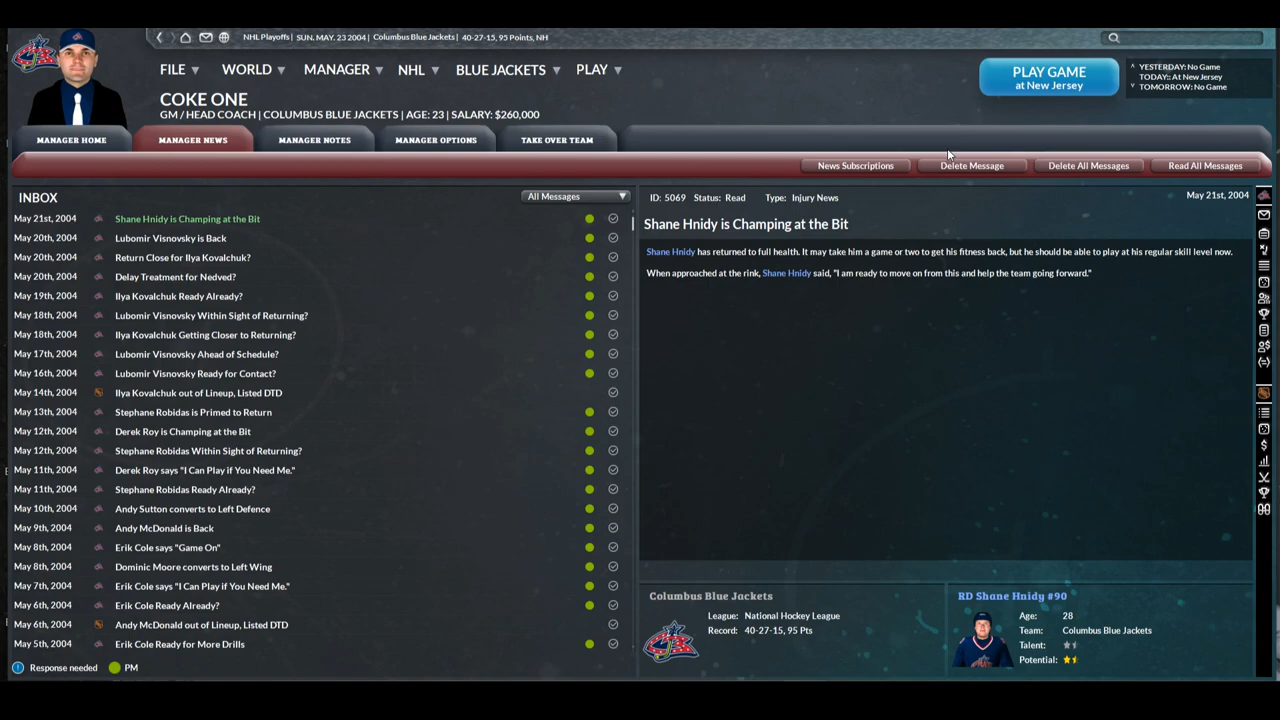 NHL Playoffs | SUN. MAY. 23 2004 | Columbus Blue Jackets | 40-27-15, 95 Points, NH
FILE WORLD MANAGER NHL BLUE JACKETS PLAY
PLAY GAME
at New Jersey
YESTERDAY: No Game
TODAY:: At New Jersey
TOMORROW: No Game
COKE ONE
GM / HEAD COACH | COLUMBUS BLUE JACKETS | AGE: 23 | SALARY: $260,000
MANAGER HOME MANAGER NEWS MANAGER NOTES MANAGER OPTIONS TAKE OVER TEAM
News Subscriptions Delete Message Delete All Messages Read All Messages
INBOX All Messages
May 21st, 2004 Shane Hnidy is Champing at the Bit
May 20th, 2004 Lubomir Visnovsky is Back
May 20th, 2004 Return Close for Ilya Kovalchuk?
May 20th, 2004 Delay Treatment for Nedved?
May 19th, 2004 Ilya Kovalchuk Ready Already?
May 18th, 2004 Lubomir Visnovsky Within Sight of Returning?
May 18th, 2004 Ilya Kovalchuk Getting Closer to Returning?
May 17th, 2004 Lubomir Visnovsky Ahead of Schedule?
May 16th, 2004 Lubomir Visnovsky Ready for Contact?
May 14th, 2004 Ilya Kovalchuk out of Lineup, Listed DTD
May 13th, 2004 Stephane Robidas is Primed to Return
May 12th, 2004 Derek Roy is Champing at the Bit
May 12th, 2004 Stephane Robidas Within Sight of Returning?
May 11th, 2004 Derek Roy says "I Can Play if You Need Me."
May 11th, 2004 Stephane Robidas Ready Already?
May 10th, 2004 Andy Sutton converts to Left Defence
May 9th, 2004 Andy McDonald is Back
May 8th, 2004 Erik Cole says "Game On"
May 8th, 2004 Dominic Moore converts to Left Wing
May 7th, 2004 Erik Cole says "I Can Play if You Need Me."
May 6th, 2004 Erik Cole Ready Already?
May 6th, 2004 Andy McDonald out of Lineup, Listed DTD
May 5th, 2004 Erik Cole Ready for More Drills
Response needed PM
ID: 5069 Status: Read Type: Injury News May 21st, 2004
Shane Hnidy is Champing at the Bit
Shane Hnidy has returned to full health. It may take him a game or two to get his fitness back, but he should be able to play at his regular skill level now.
When approached at the rink, Shane Hnidy said, "I am ready to move on from this and help the team going forward."
Columbus Blue Jackets
League: National Hockey League
Record: 40-27-15, 95 Pts
RD Shane Hnidy #90
Age: 28
Team: Columbus Blue Jackets
Talent:
Potential: